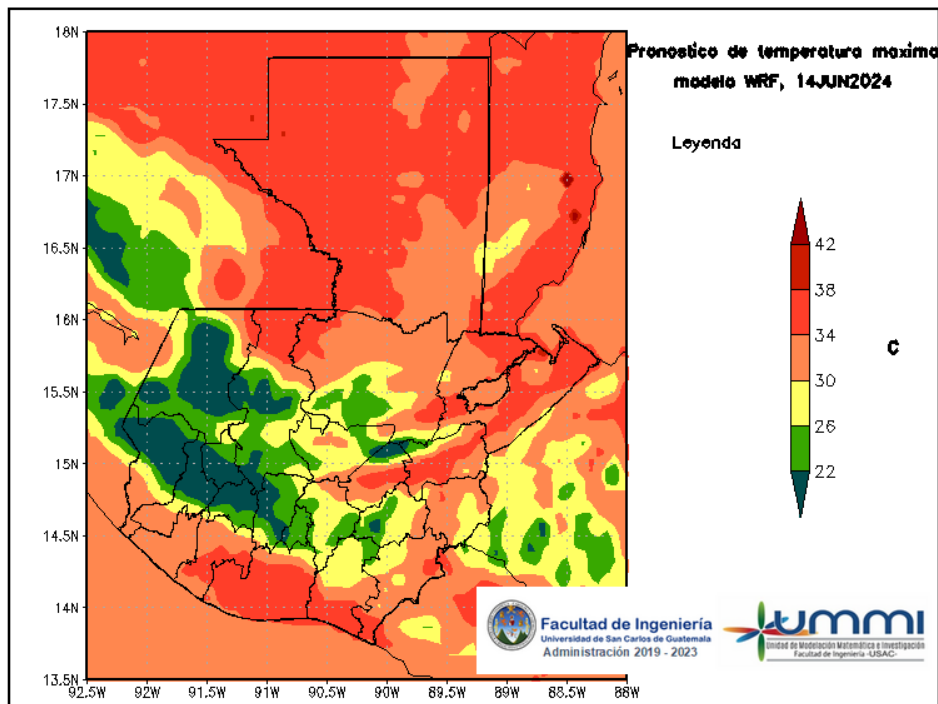 Pronostico de temperatura maxima
modelo WRF, 14JUN2024
Leyenda
42
38
34
30
26
22
C
18N
17.5N
17N
16.5N
16N
15.5N
15N
14.5N
14N
13.5N
92.5W
92W
91.5W
91W
90.5W
90W
89.5W
89W
88.5W
88W
Facultad de Ingeniería
Universidad de San Carlos de Guatemala
Administración 2019 - 2023
ummi
Unidad de Modelación Matemática e Investigación
Facultad de Ingeniería -USAC-